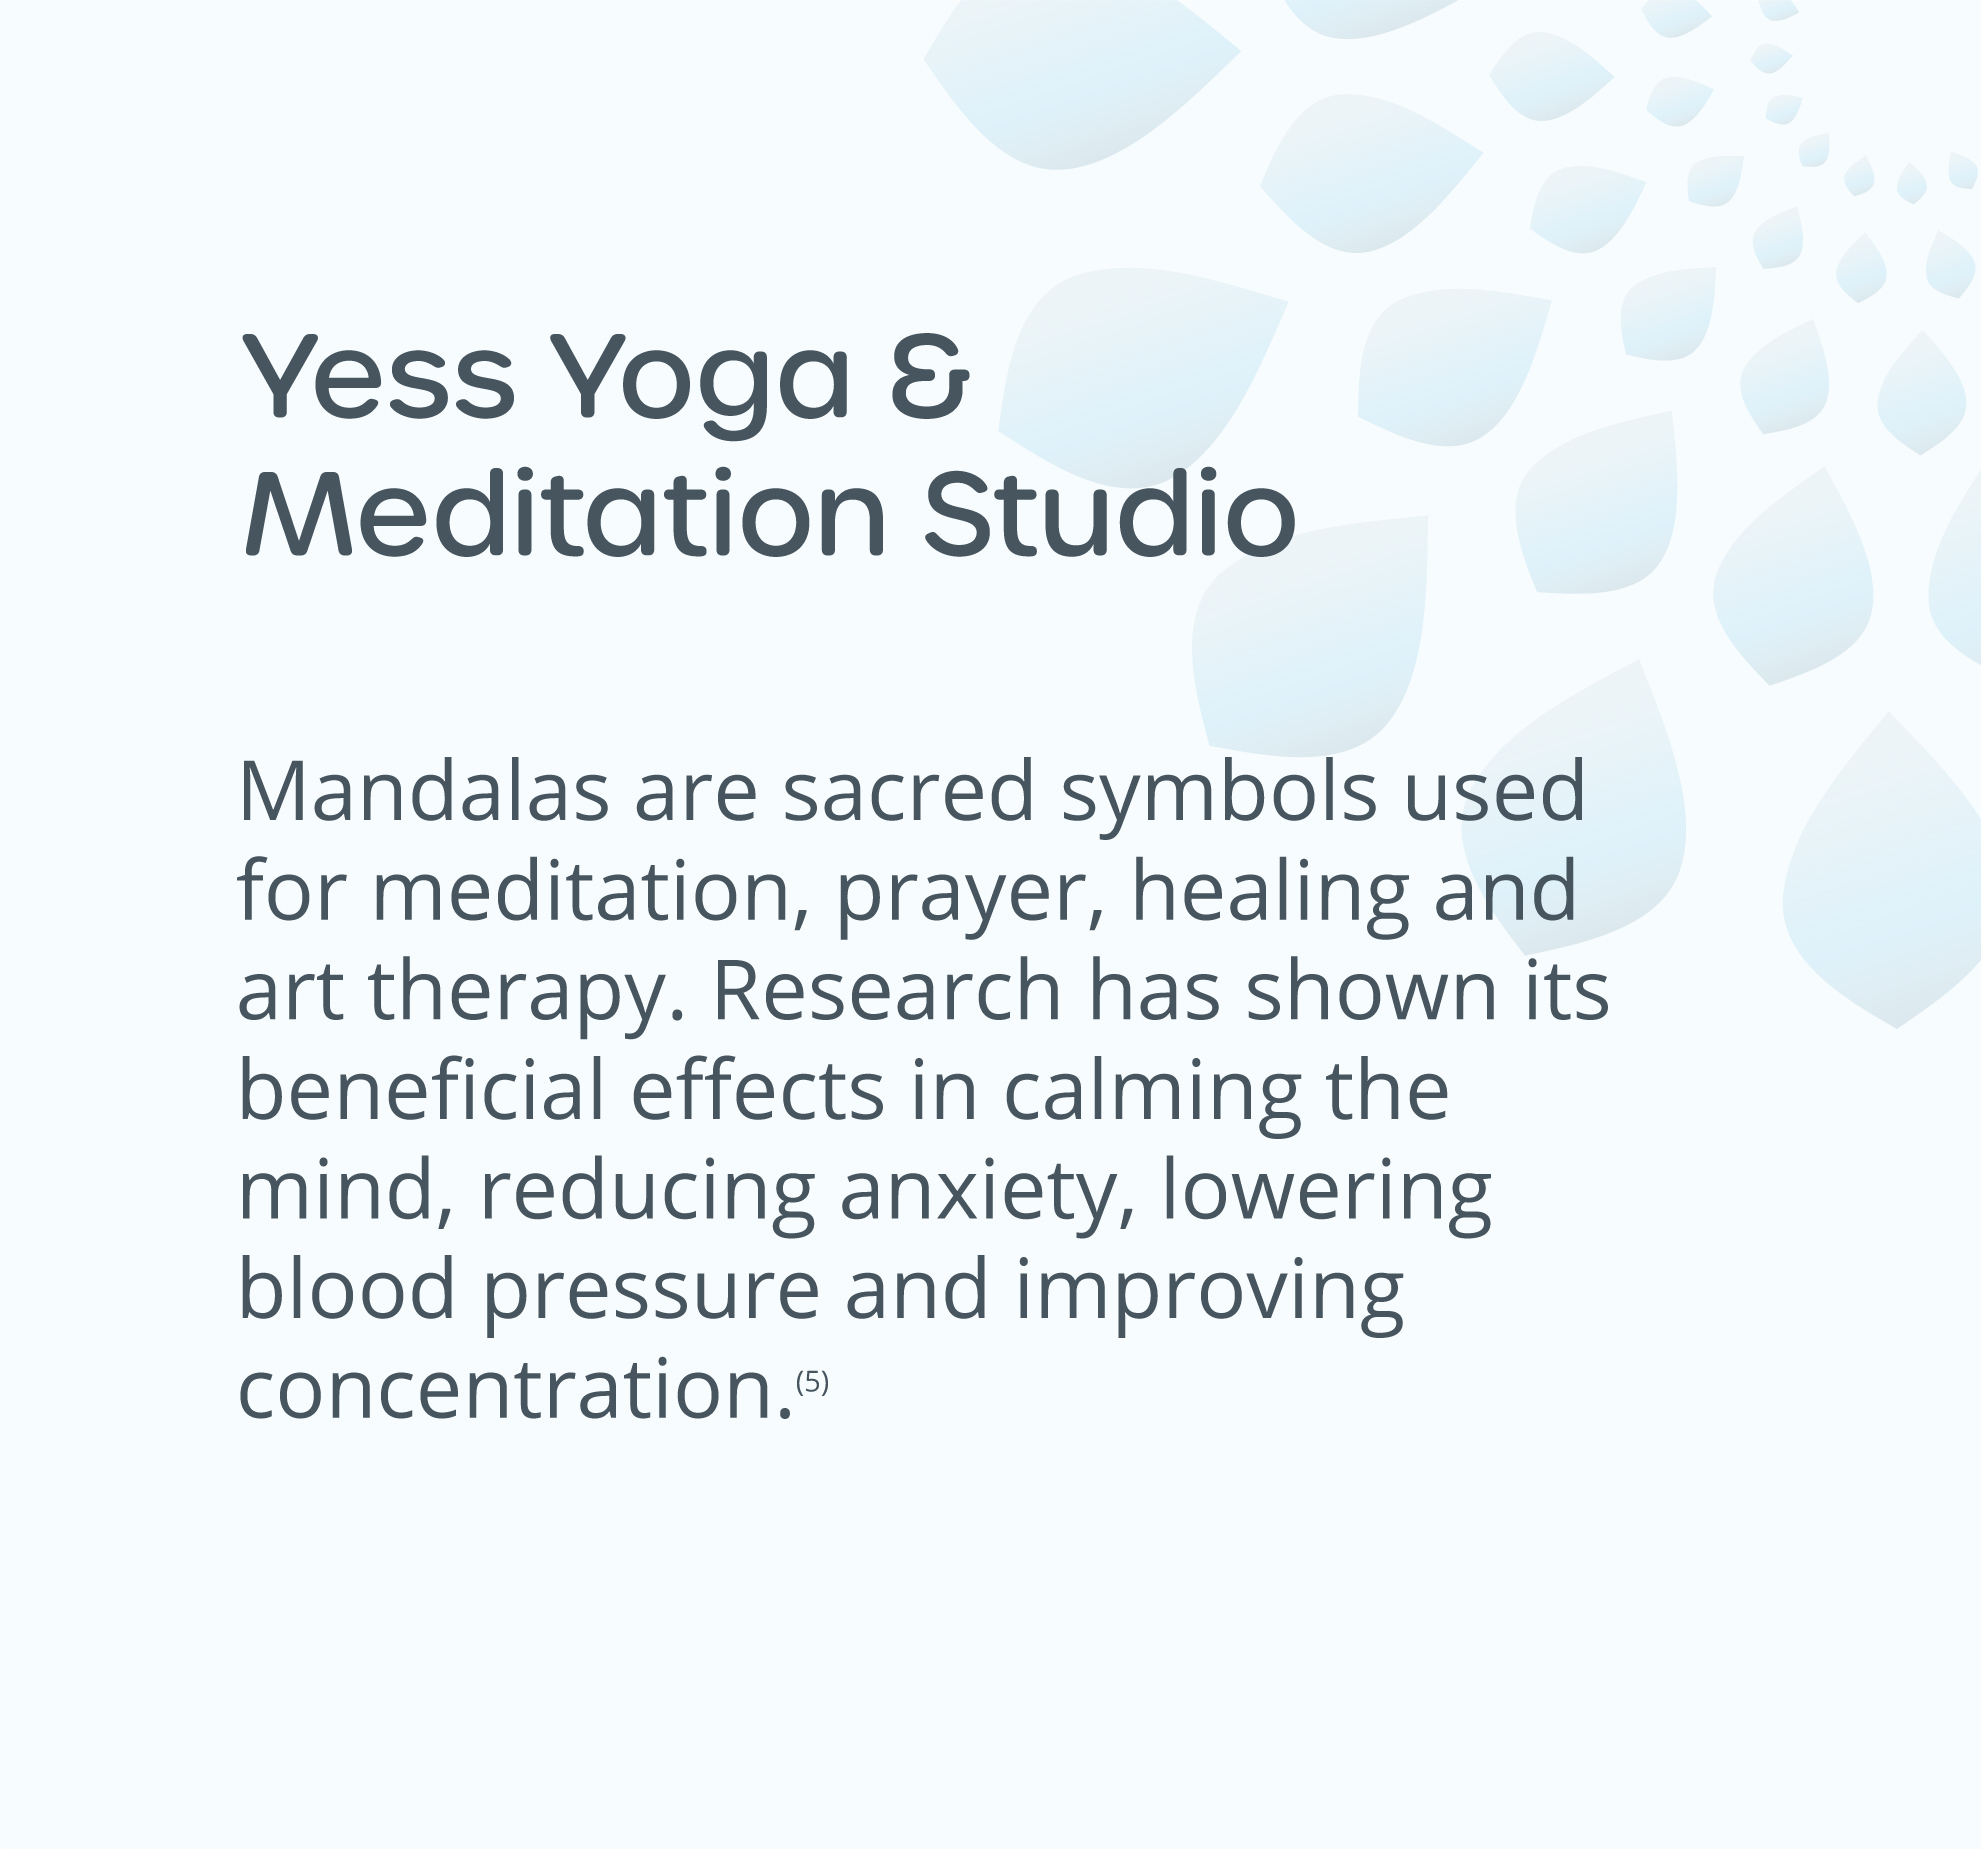 Yess Yoga &
Meditation Studio
Mandalas are sacred symbols used
for meditation, prayer, healing and
art therapy. Research has shown its
beneficial effects in calming the
mind, reducing anxiety, lowering
blood pressure and improving
concentration.(5)